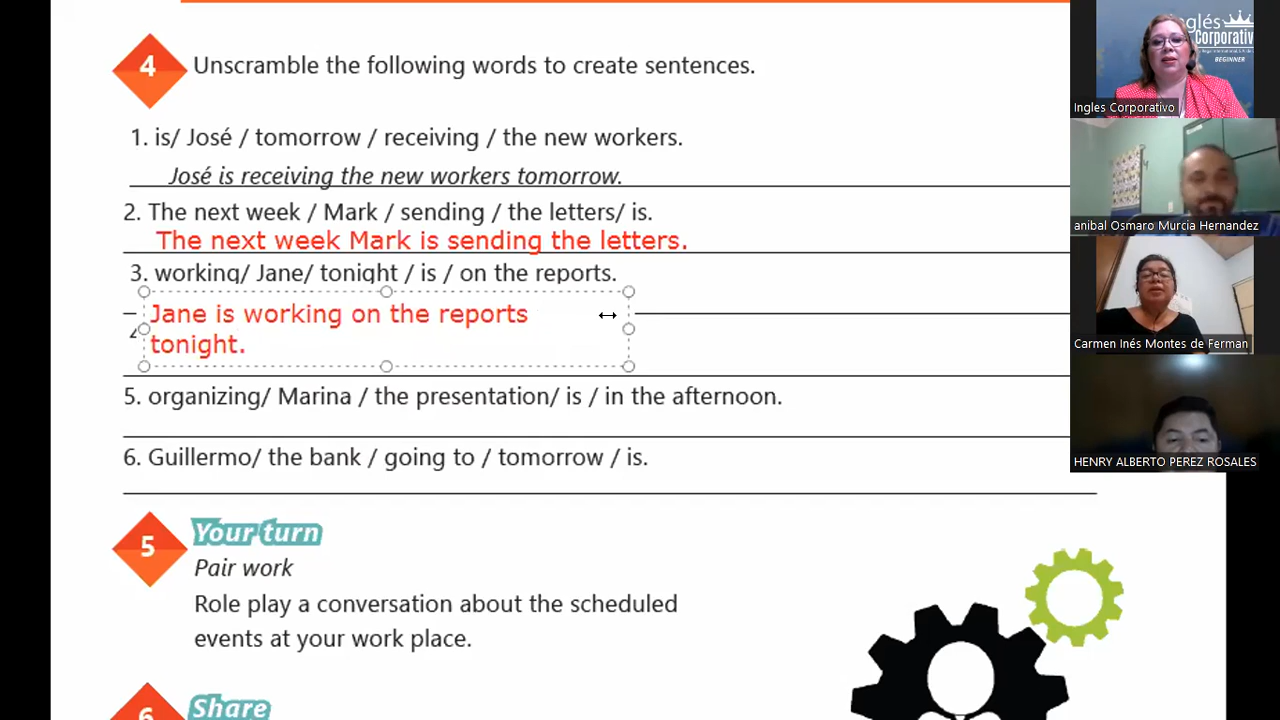 4 Unscramble the following words to create sentences.
1. is/ José / tomorrow / receiving / the new workers.
José is receiving the new workers tomorrow.
2. The next week / Mark / sending / the letters/ is.
The next week Mark is sending the letters.
3. working/ Jane/ tonight / is / on the reports.
Jane is working on the reports
tonight.
5. organizing/ Marina / the presentation/ is / in the afternoon.
6. Guillermo/ the bank / going to / tomorrow / is.
5 Your turn
Pair work
Role play a conversation about the scheduled
events at your work place.
6 Share
Inglés
Corporativo
BEGINNER
Ingles Corporativo
anibal Osmaro Murcia Hernandez
Carmen Inés Montes de Ferman
HENRY ALBERTO PEREZ ROSALES